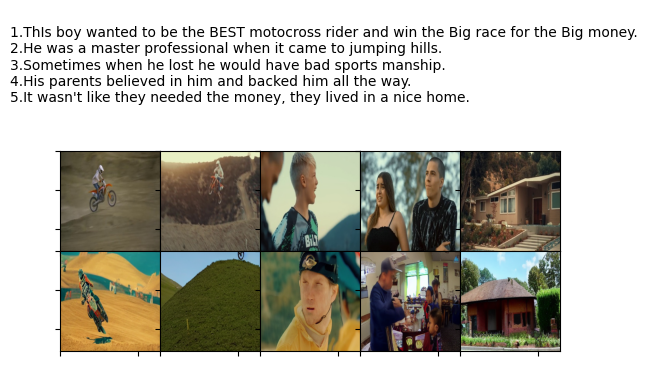 1.ThIs boy wanted to be the BEST motocross rider and win the Big race for the Big money.
2.He was a master professional when it came to jumping hills.
3.Sometimes when he lost he would have bad sports manship.
4.His parents believed in him and backed him all the way.
5.It wasn't like they needed the money, they lived in a nice home.